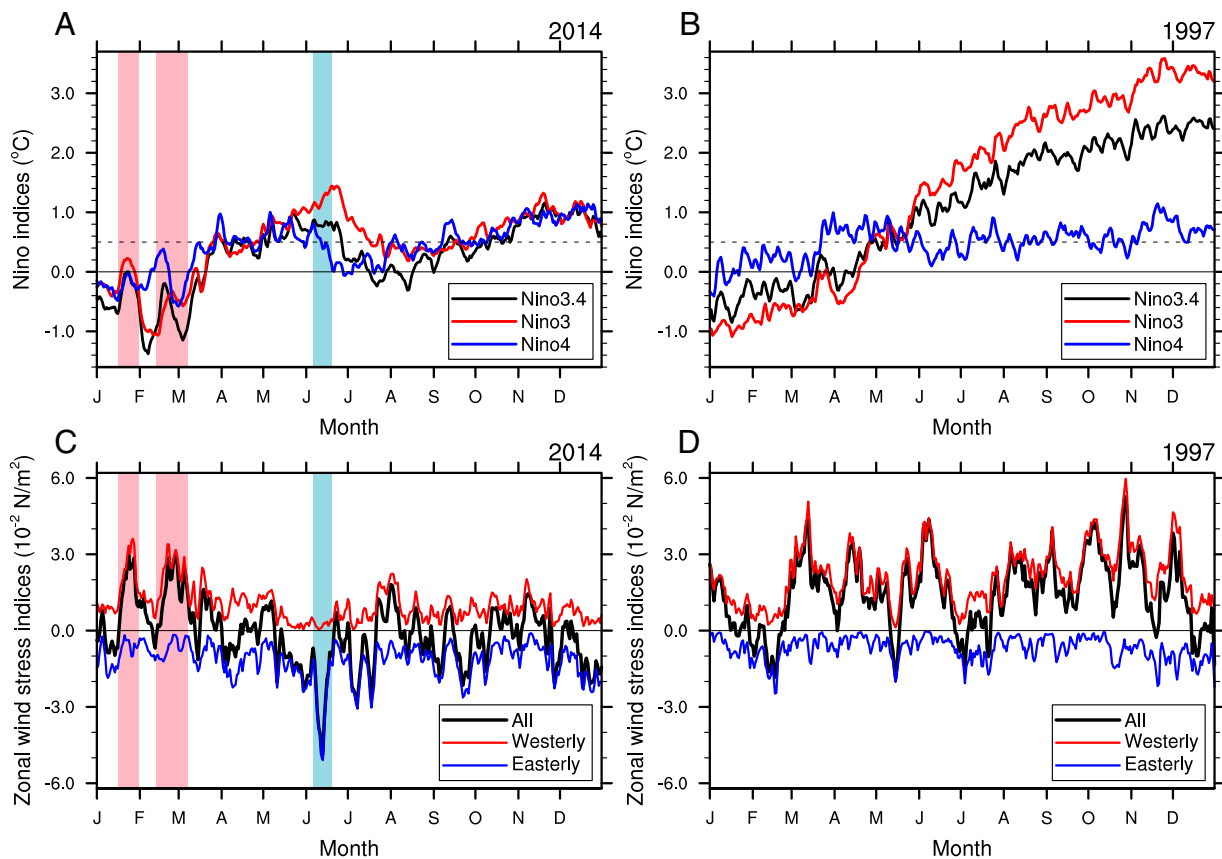 A 2014
Nino indices (°C)
3.0
2.0
1.0
0.0
-1.0
Nino3.4
Nino3
Nino4
J F M A M J J A S O N D
Month
B 1997
Nino indices (°C)
3.0
2.0
1.0
0.0
-1.0
Nino3.4
Nino3
Nino4
J F M A M J J A S O N D
Month
C 2014
Zonal wind stress indices (10⁻² N/m²)
6.0
3.0
0.0
-3.0
-6.0
All
Westerly
Easterly
J F M A M J J A S O N D
Month
D 1997
Zonal wind stress indices (10⁻² N/m²)
6.0
3.0
0.0
-3.0
-6.0
All
Westerly
Easterly
J F M A M J J A S O N D
Month